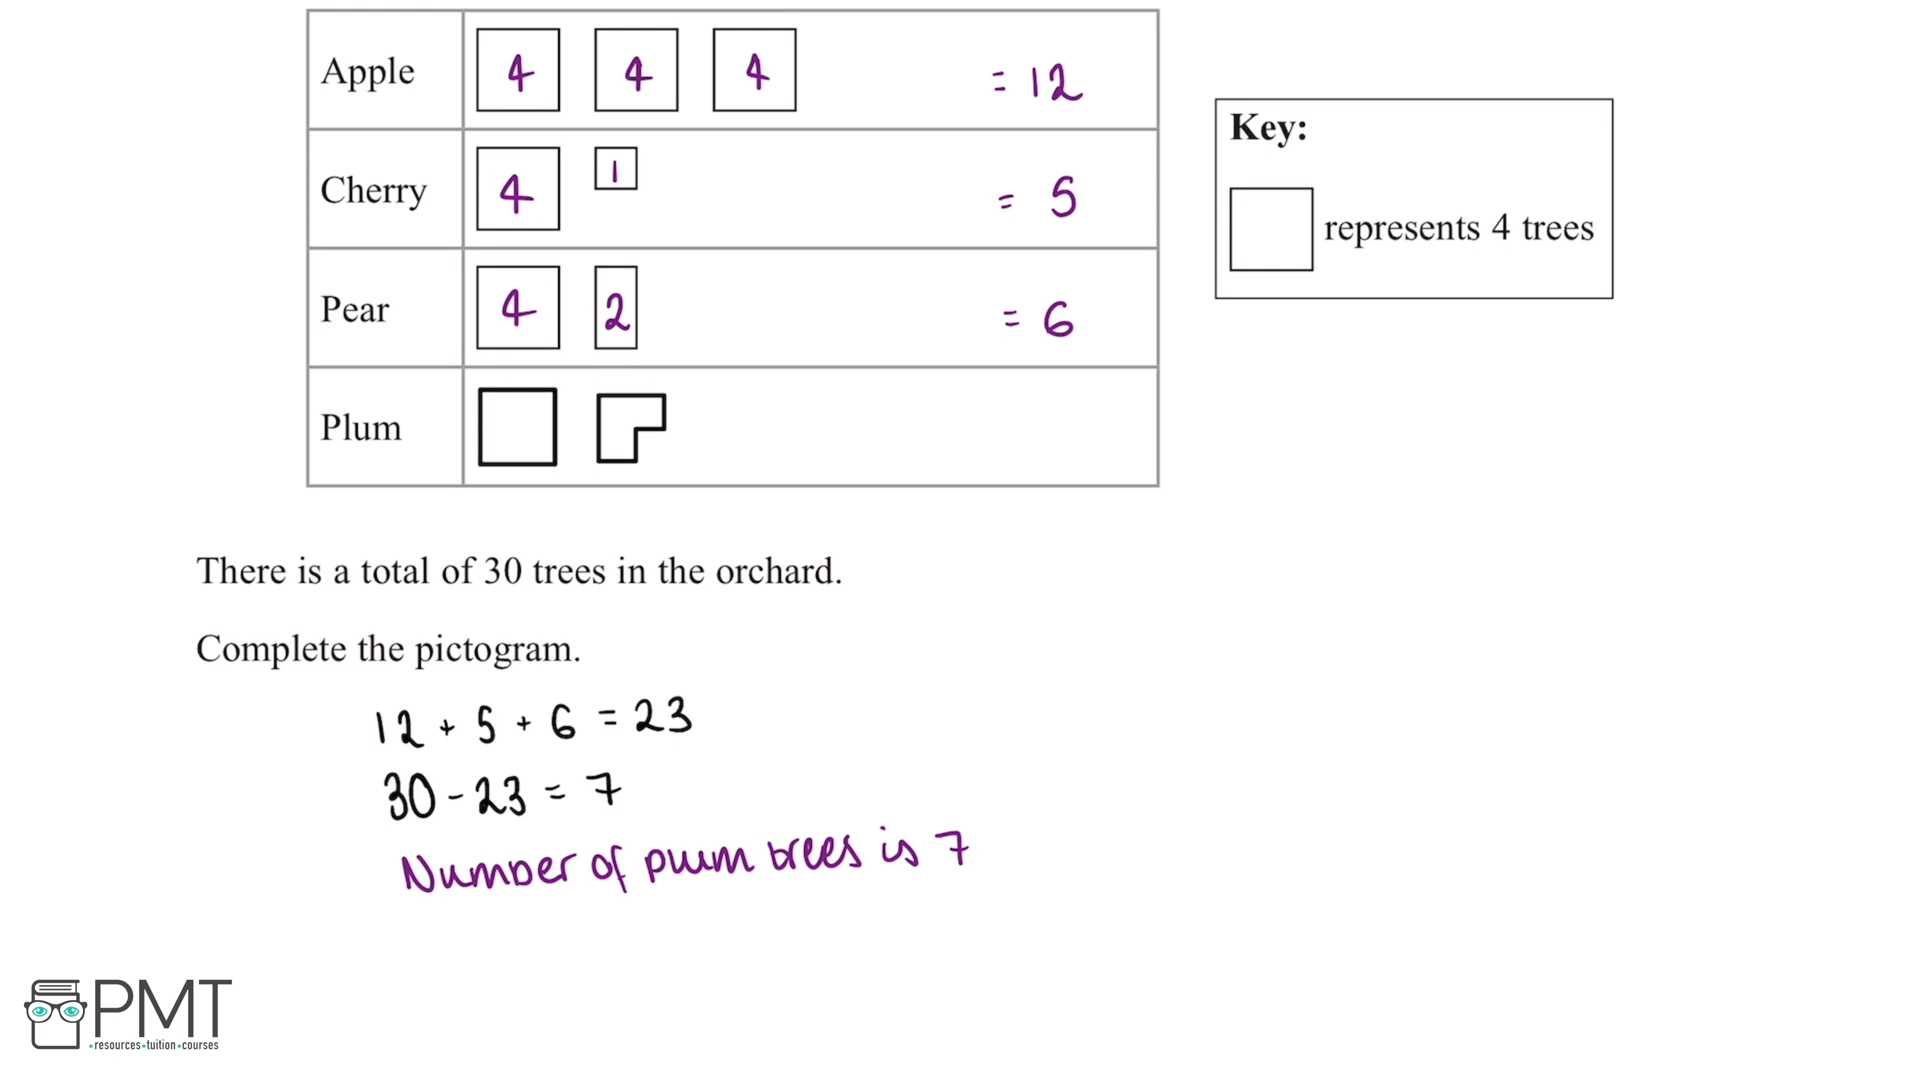 Apple 4 4 4 = 12
Cherry 4 1 = 5
Pear 4 2 = 6
Plum
Key:
represents 4 trees
There is a total of 30 trees in the orchard.
Complete the pictogram.
12 + 5 + 6 = 23
30 - 23 = 7
Number of plum trees is 7
PMT
•resources•tuition•courses